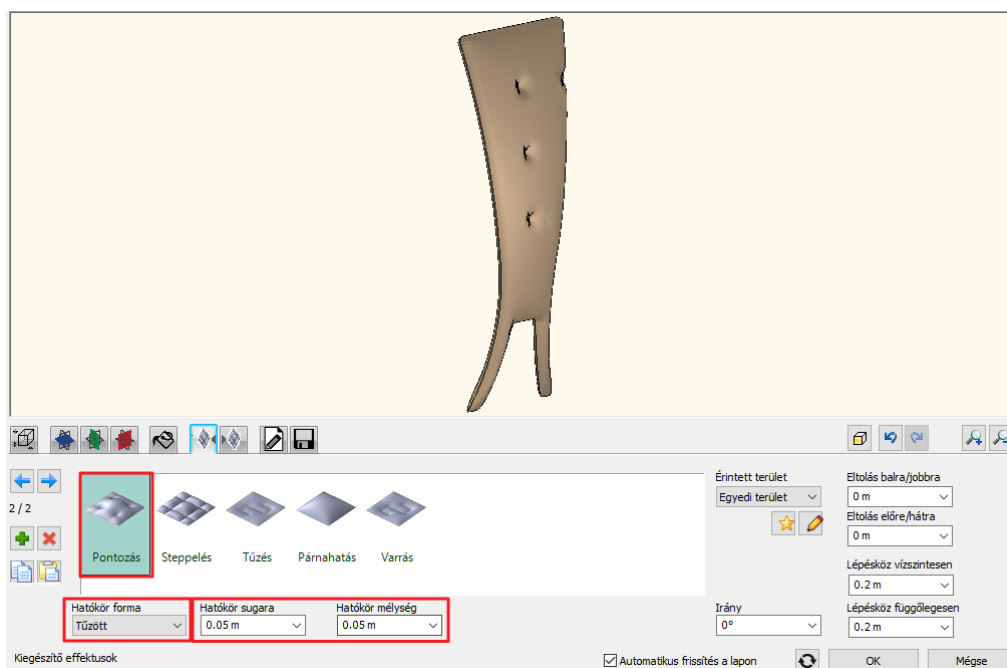 2 / 2
Pontozás
Steppelés
Tűzés
Párnahatás
Varrás
Érintett terület
Egyedi terület
Eltolás balra/jobbra
0 m
Eltolás előre/hátra
0 m
Lépésköz vízszintesen
0.2 m
Hatókör forma
Tűzött
Hatókör sugara
0.05 m
Hatókör mélység
0.05 m
Irány
0°
Lépésköz függőlegesen
0.2 m
Kiegészítő effektusok
Automatikus frissítés a lapon
OK
Mégse